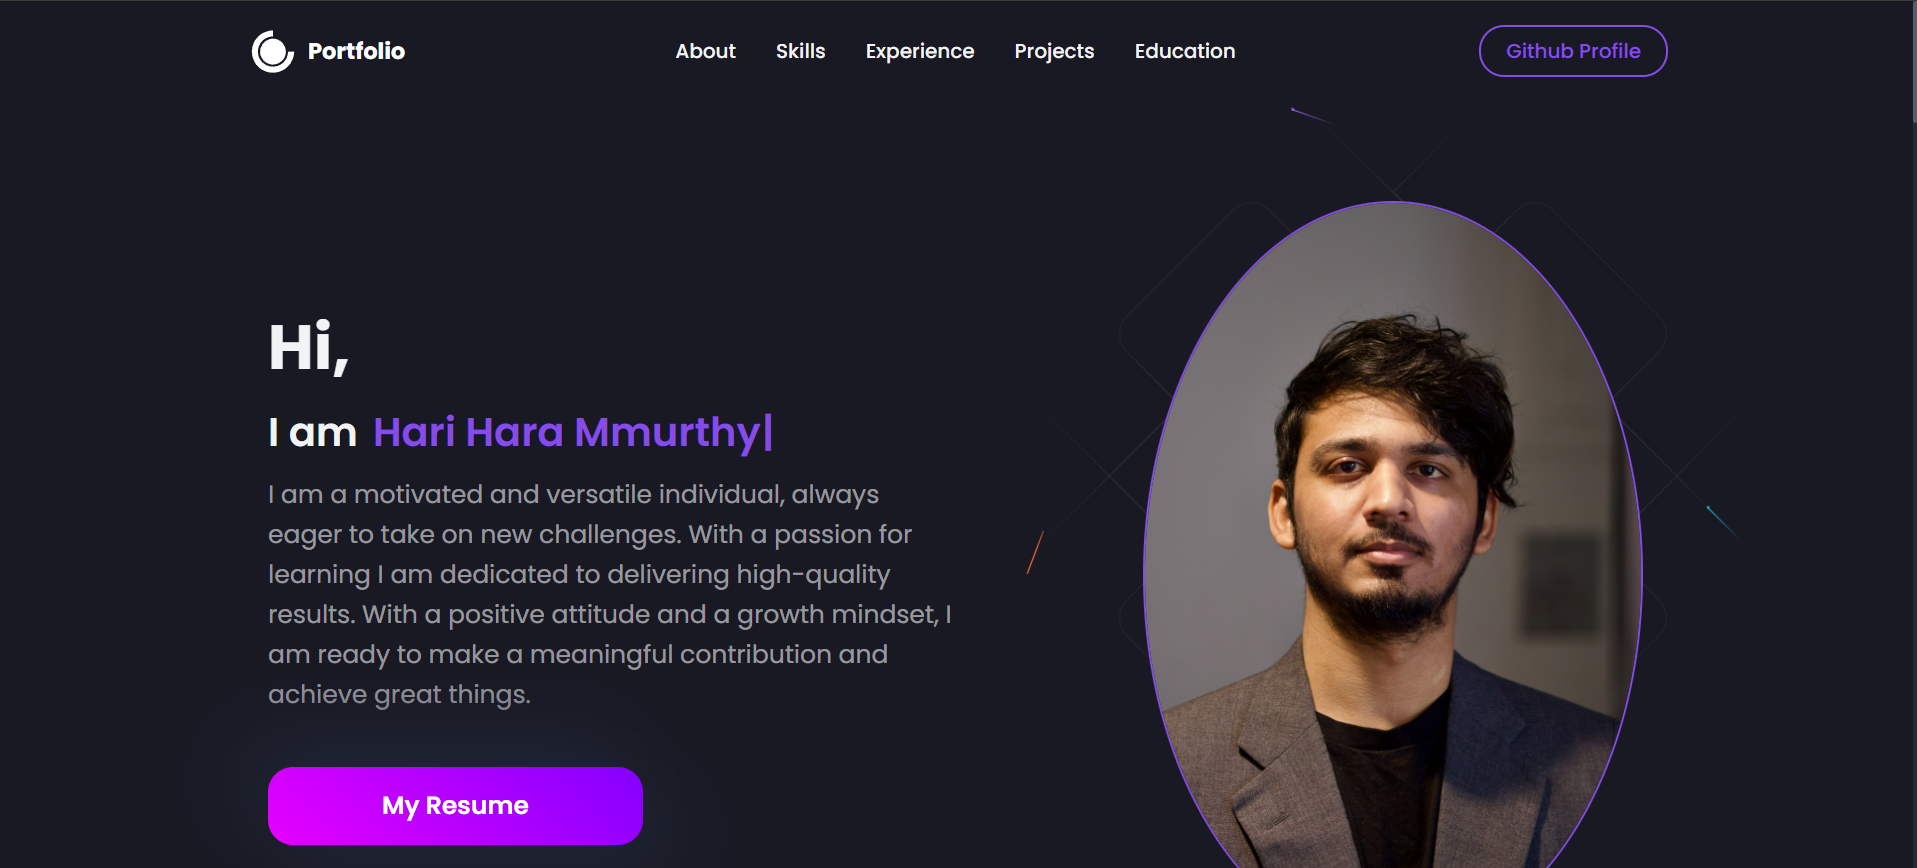 Portfolio
About Skills Experience Projects Education
Github Profile
Hi,
I am Hari Hara Mmurthy|
I am a motivated and versatile individual, always
eager to take on new challenges. With a passion for
learning I am dedicated to delivering high-quality
results. With a positive attitude and a growth mindset, I
am ready to make a meaningful contribution and
achieve great things.
My Resume